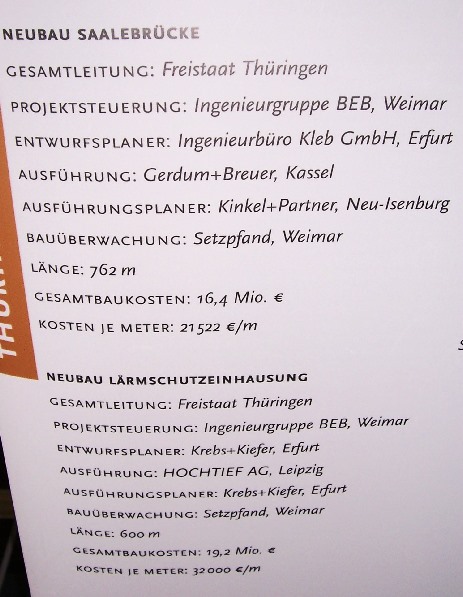 NEUBAU SAALEBRÜCKE
GESAMTLEITUNG: Freistaat Thüringen
PROJEKTSTEUERUNG: Ingenieurgruppe BEB, Weimar
ENTWURFSPLANER: Ingenieurbüro Kleb GmbH, Erfurt
AUSFÜHRUNG: Gerdum+Breuer, Kassel
AUSFÜHRUNGSPLANER: Kinkel+Partner, Neu-Isenburg
BAUÜBERWACHUNG: Setzpfand, Weimar
LÄNGE: 762 m
GESAMTBAUKOSTEN: 16,4 Mio. €
KOSTEN JE METER: 21522 €/m
NEUBAU LÄRMSCHUTZEINHAUSUNG
GESAMTLEITUNG: Freistaat Thüringen
PROJEKTSTEUERUNG: Ingenieurgruppe BEB, Weimar
ENTWURFSPLANER: Krebs+Kiefer, Erfurt
AUSFÜHRUNG: HOCHTIEF AG, Leipzig
AUSFÜHRUNGSPLANER: Krebs+Kiefer, Erfurt
BAUÜBERWACHUNG: Setzpfand, Weimar
LÄNGE: 600 m
GESAMTBAUKOSTEN: 19,2 Mio. €
KOSTEN JE METER: 32000 €/m